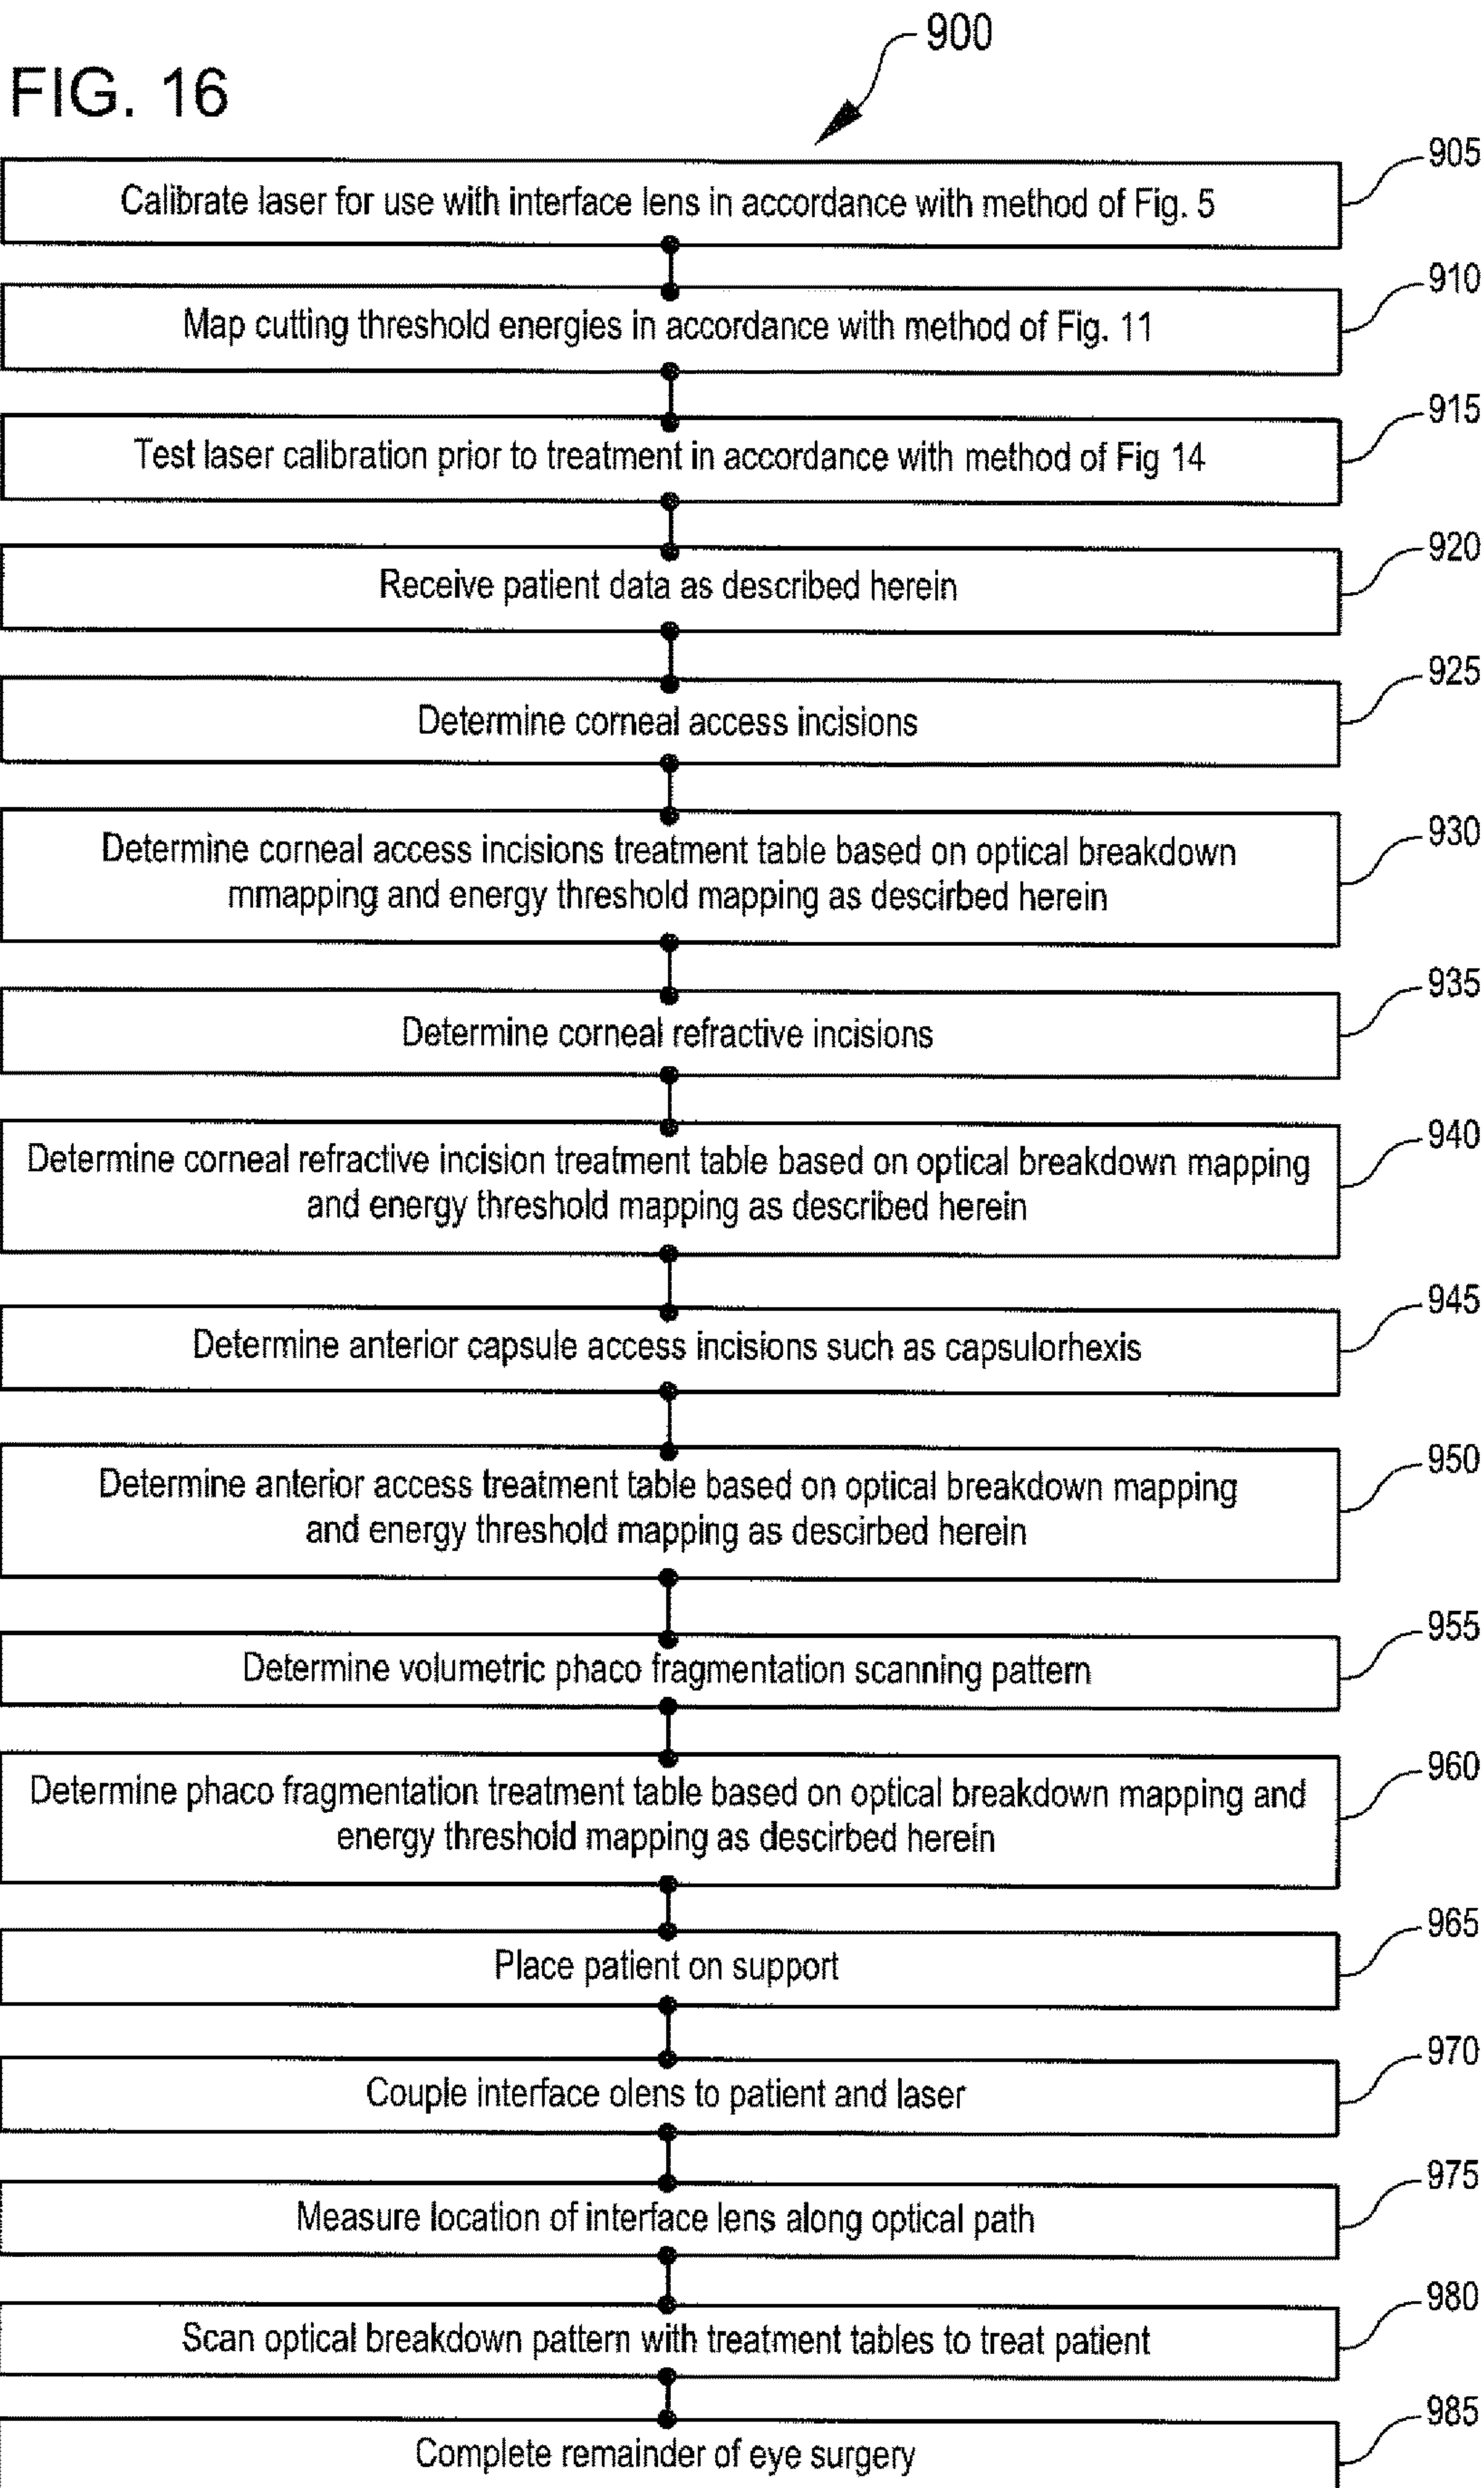 900
FIG. 16
905
Calibrate laser for use with interface lens in accordance with method of Fig. 5
910
Map cutting threshold energies in accordance with method of Fig. 11
915
Test laser calibration prior to treatment in accordance with method of Fig 14
920
Receive patient data as described herein
925
Determine corneal access incisions
930
Determine corneal access incisions treatment table based on optical breakdown
mmapping and energy threshold mapping as descirbed herein
935
Determine corneal refractive incisions
940
Determine corneal refractive incision treatment table based on optical breakdown mapping
and energy threshold mapping as described herein
945
Determine anterior capsule access incisions such as capsulorhexis
950
Determine anterior access treatment table based on optical breakdown mapping
and energy threshold mapping as descirbed herein
955
Determine volumetric phaco fragmentation scanning pattern
960
Determine phaco fragmentation treatment table based on optical breakdown mapping and
energy threshold mapping as descirbed herein
965
Place patient on support
970
Couple interface olens to patient and laser
975
Measure location of interface lens along optical path
980
Scan optical breakdown pattern with treatment tables to treat patient
985
Complete remainder of eye surgery